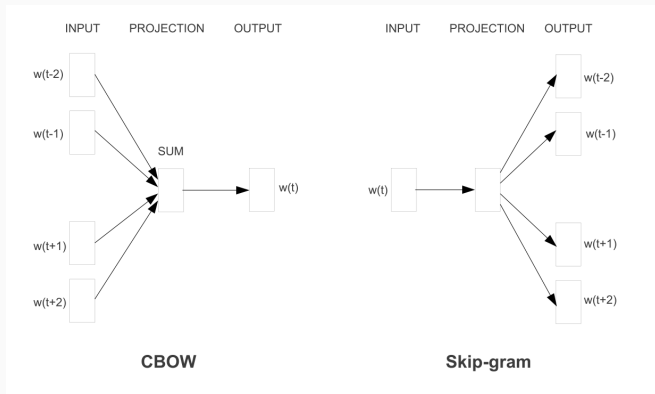 INPUT PROJECTION OUTPUT
w(t-2)
w(t-1)
SUM
w(t)
w(t+1)
w(t+2)
CBOW
INPUT PROJECTION OUTPUT
w(t-2)
w(t-1)
w(t)
w(t+1)
w(t+2)
Skip-gram